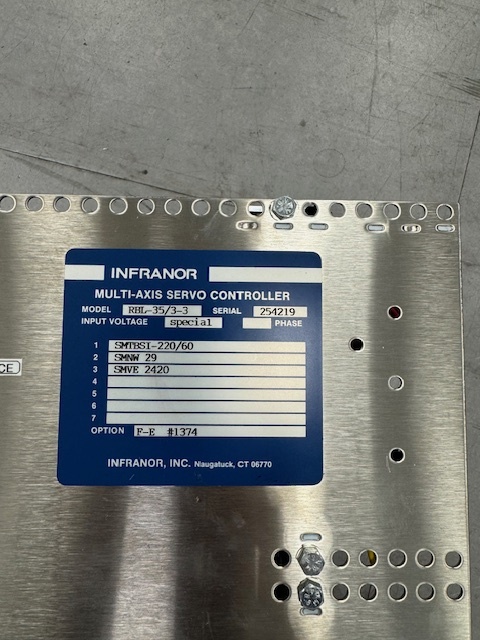 INFRANOR
MULTI-AXIS SERVO CONTROLLER
MODEL RBL-35/3-3 SERIAL 254219
INPUT VOLTAGE special PHASE
1 SMTBSI-220/60
2 SMNW 29
3 SMVE 2420
4
5
6
7
OPTION F-E #1374
INFRANOR, INC. Naugatuck, CT 06770
CE